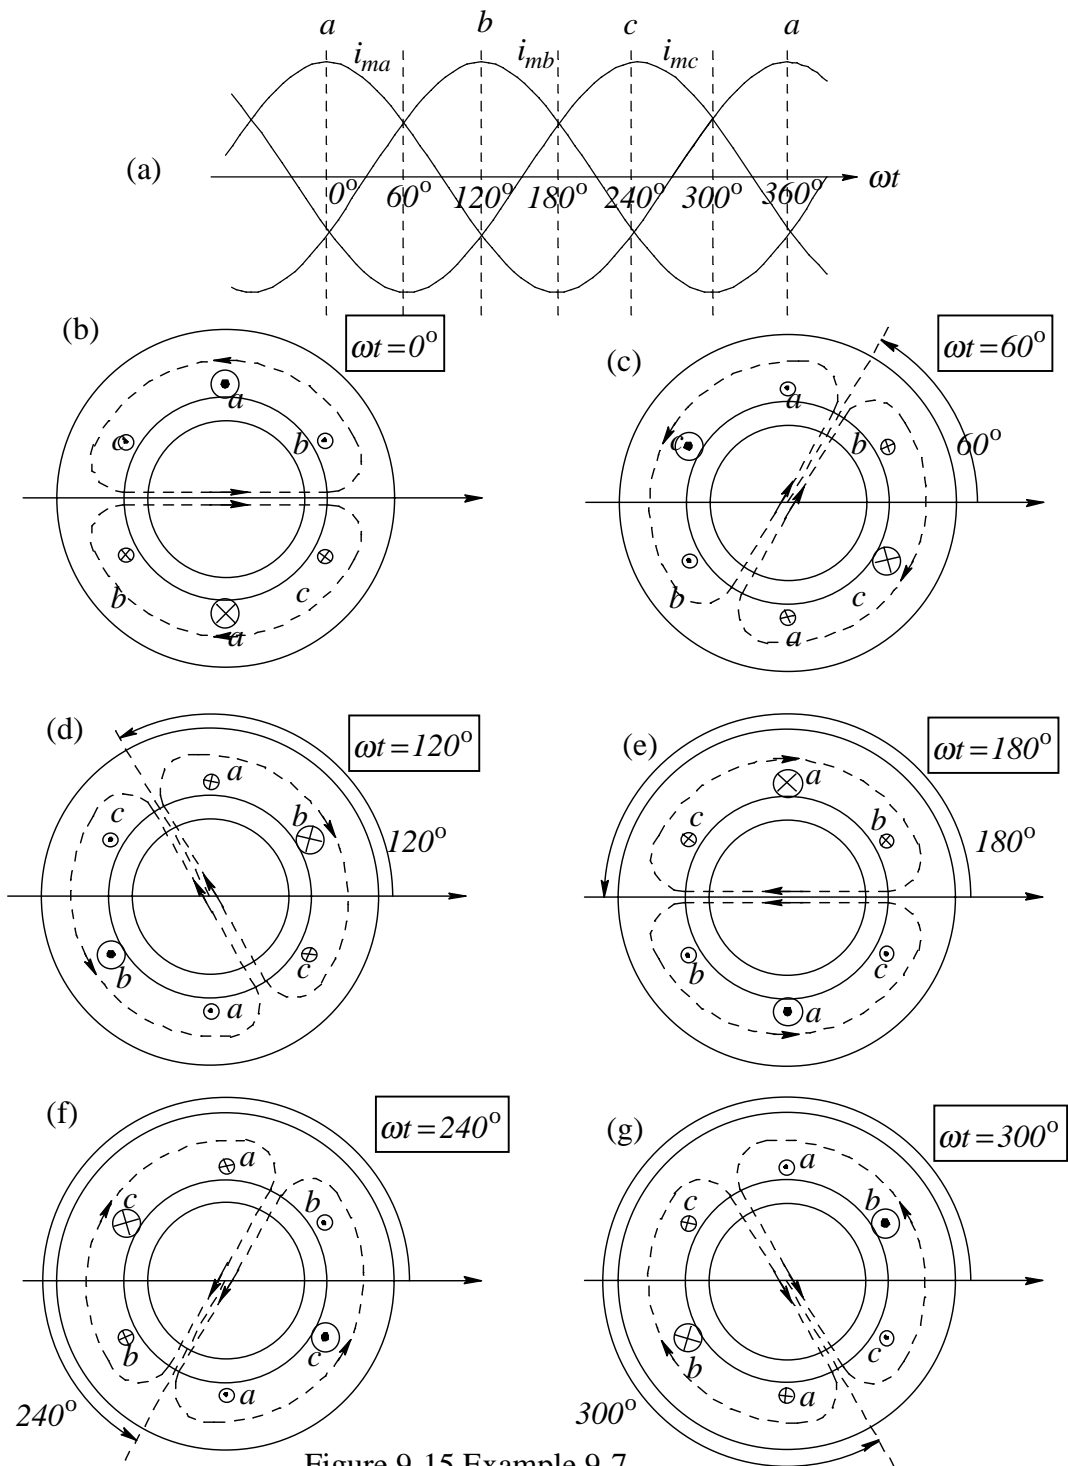 a b c a
i_ma i_mb i_mc
(a)
0° 60° 120° 180° 240° 300° 360° ωt
(b)
ωt = 0°
a
c b
b c
a
(c)
ωt = 60°
60°
a
c b
b c
a
(d)
ωt = 120°
120°
a
c b
b c
a
(e)
ωt = 180°
180°
a
c b
b c
a
(f)
ωt = 240°
240°
a
c b
b c
a
(g)
ωt = 300°
300°
a
c b
b c
a
Figure 9-15 Example 9-7